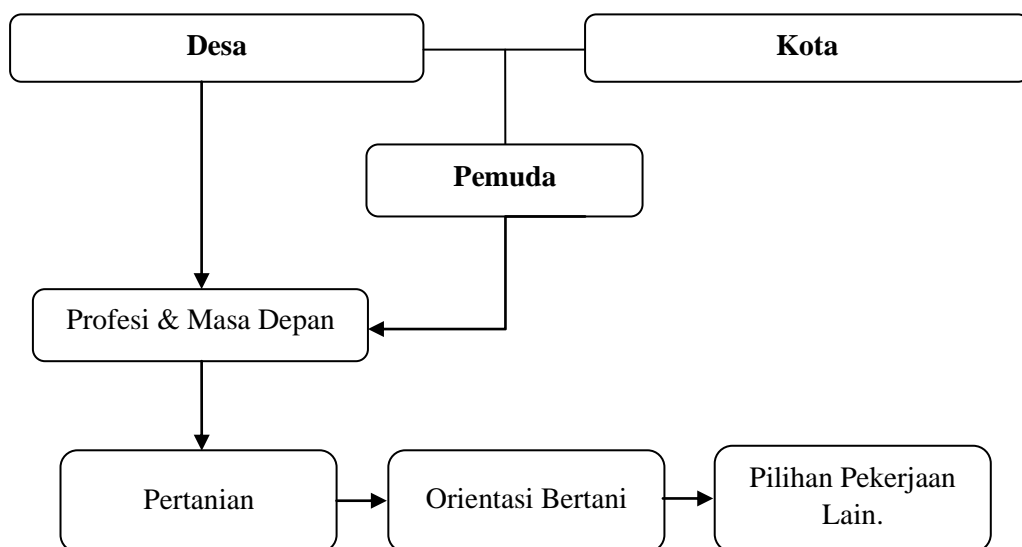 Desa
Kota
Pemuda
Profesi & Masa Depan
Pertanian
Orientasi Bertani
Pilihan Pekerjaan
Lain.